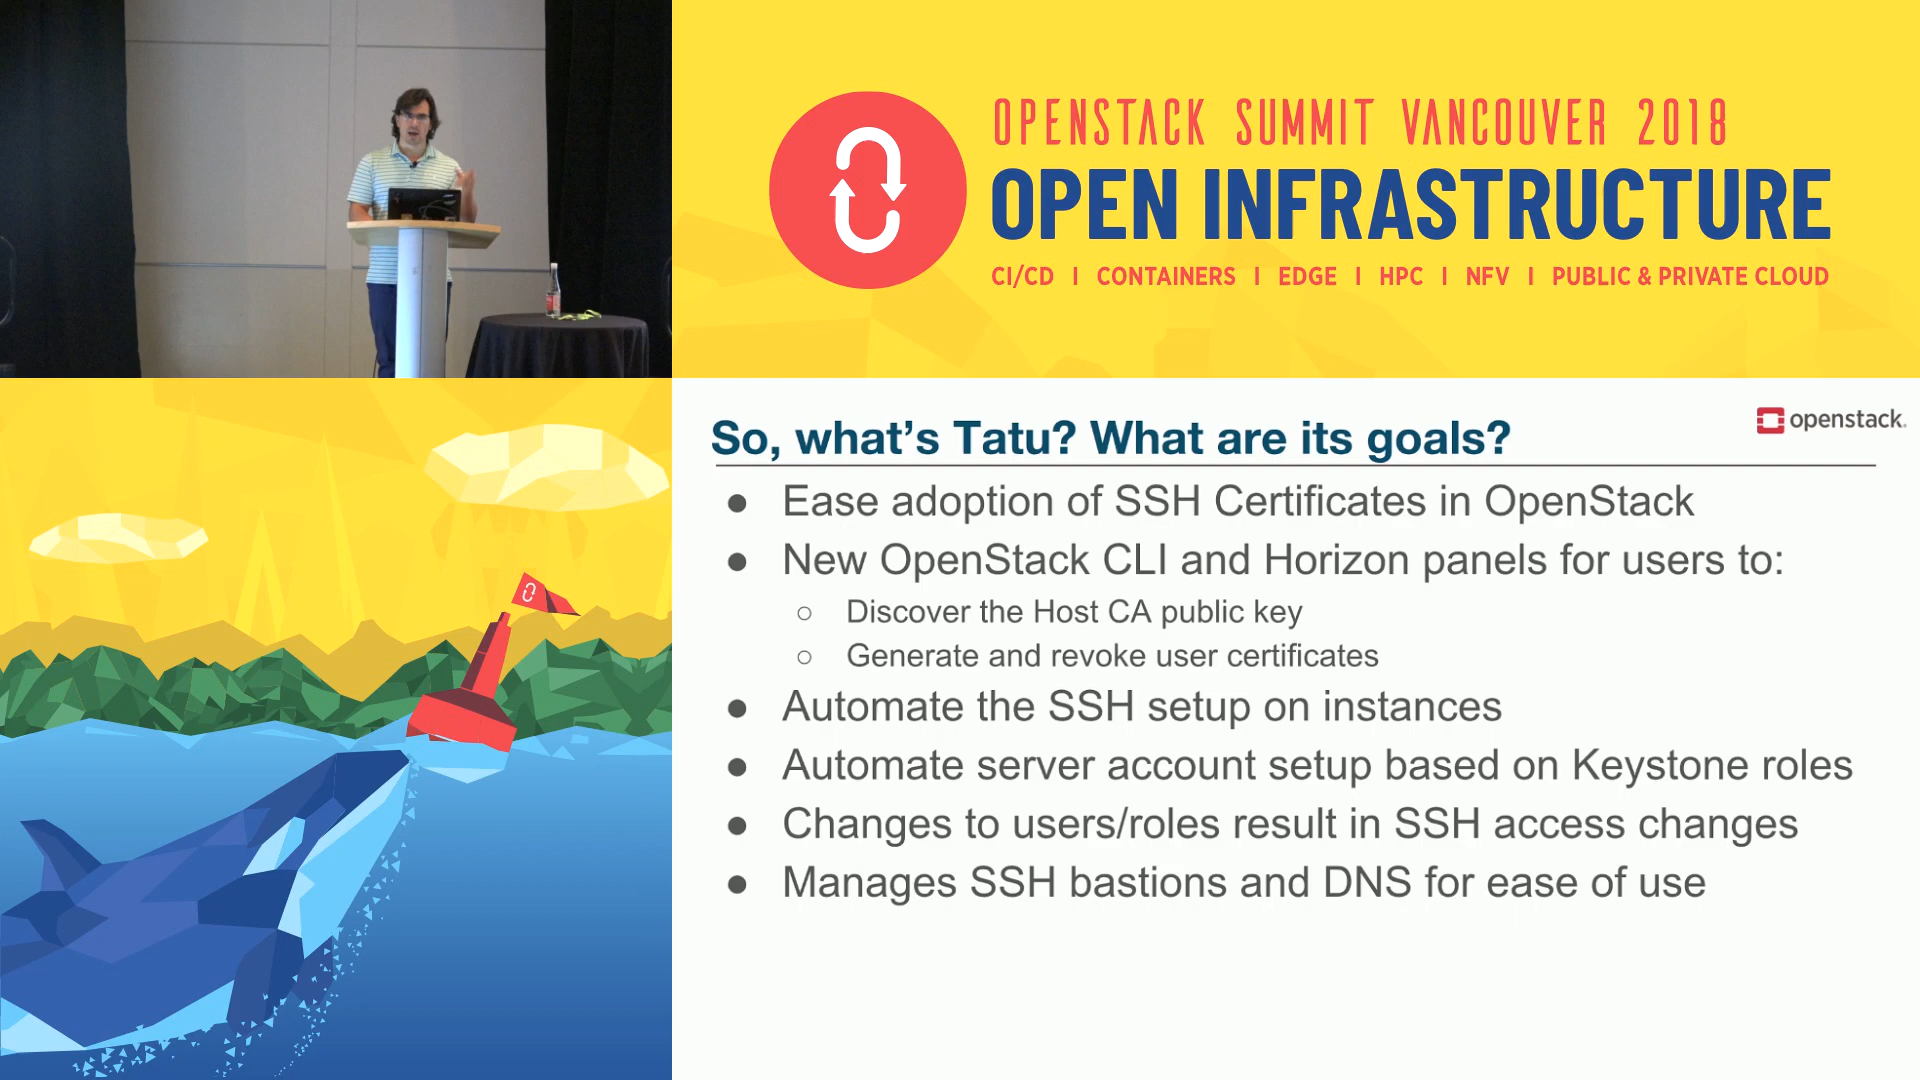 OPENSTACK SUMMIT VANCOUVER 2018
OPEN INFRASTRUCTURE
CI/CD | CONTAINERS | EDGE | HPC | NFV | PUBLIC & PRIVATE CLOUD
openstack.
So, what's Tatu? What are its goals?
● Ease adoption of SSH Certificates in OpenStack
● New OpenStack CLI and Horizon panels for users to:
○ Discover the Host CA public key
○ Generate and revoke user certificates
● Automate the SSH setup on instances
● Automate server account setup based on Keystone roles
● Changes to users/roles result in SSH access changes
● Manages SSH bastions and DNS for ease of use